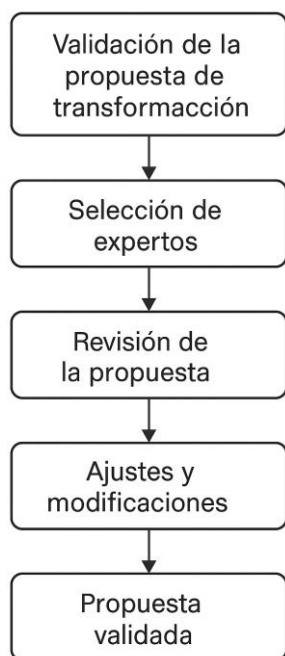 Validación de la
propuesta de
transformacción
Selección de
expertos
Revisión de
la propuesta
Ajustes y
modificaciones
Propuesta
validada